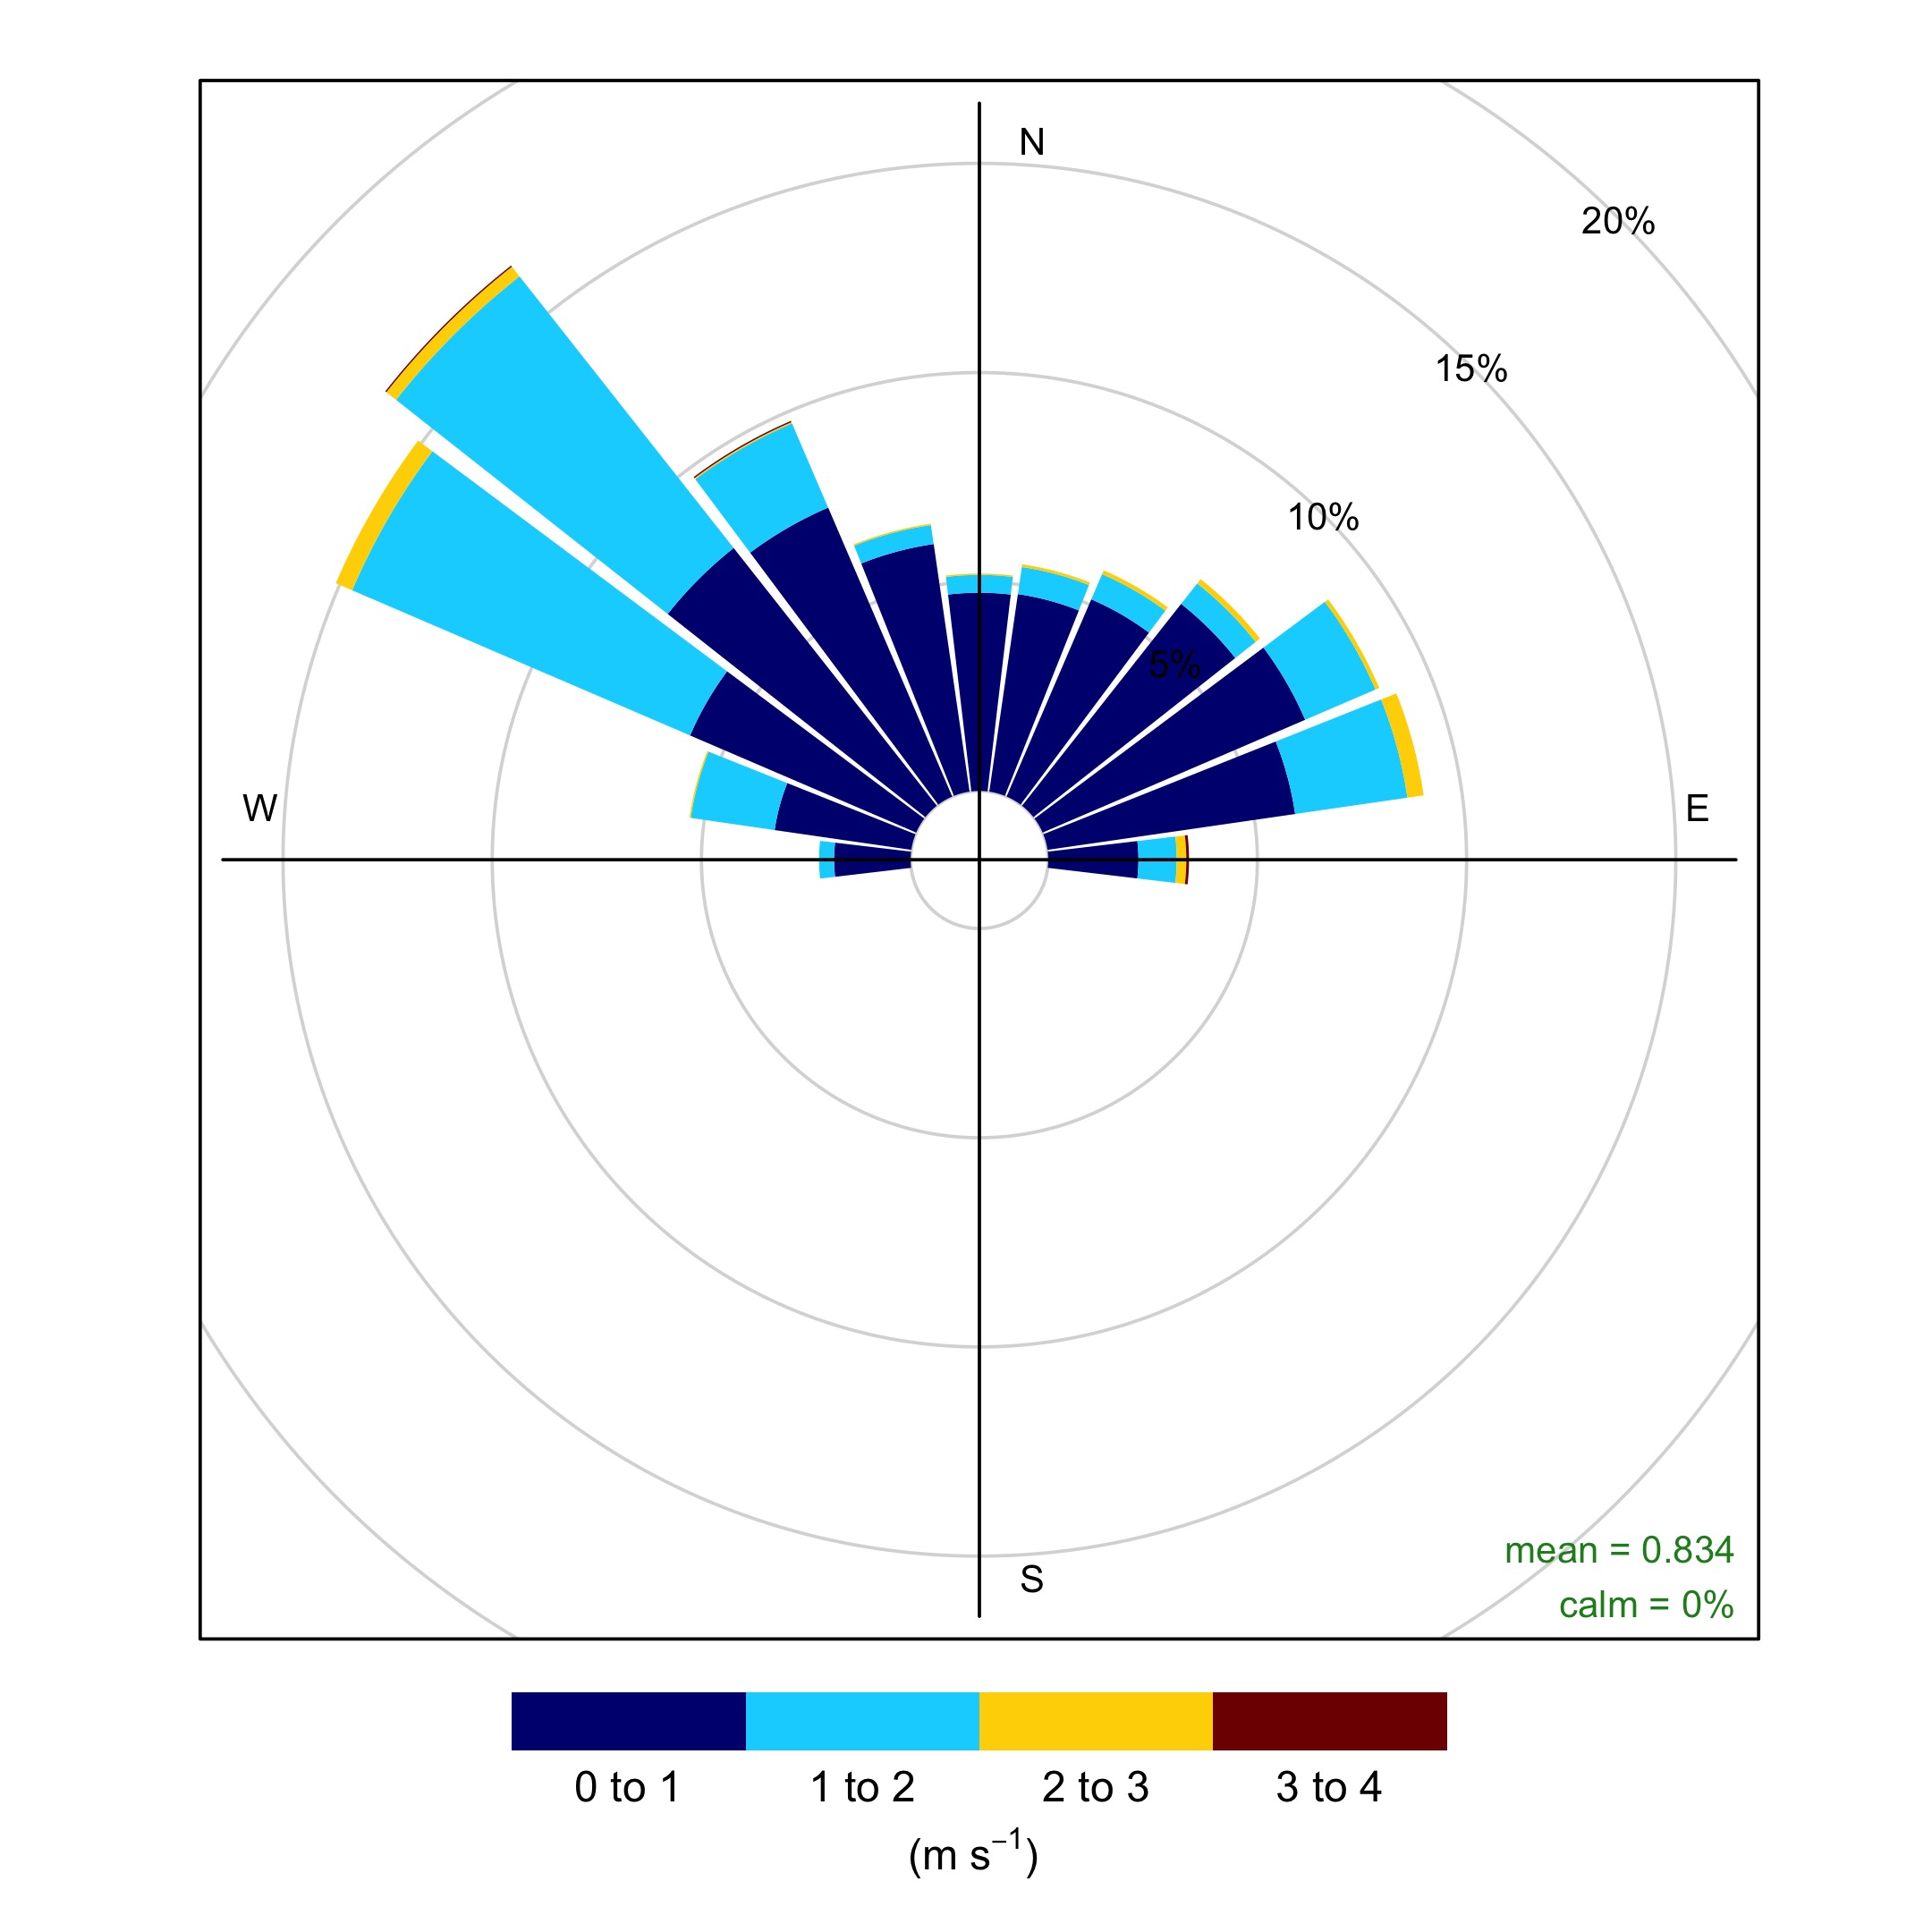 N
20%
15%
10%
5%
W
E
S
mean = 0.834
calm = 0%
0 to 1
1 to 2
2 to 3
3 to 4
(m s⁻¹)